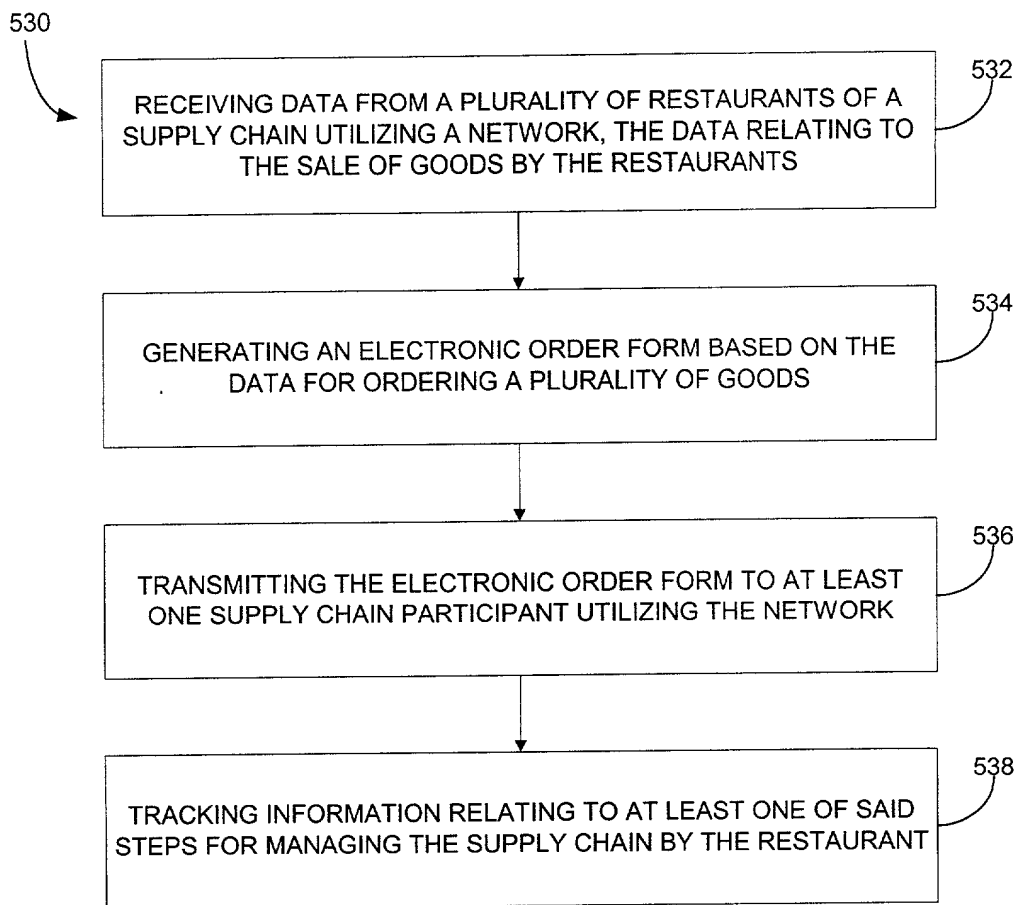 530
532
RECEIVING DATA FROM A PLURALITY OF RESTAURANTS OF A
SUPPLY CHAIN UTILIZING A NETWORK, THE DATA RELATING TO
THE SALE OF GOODS BY THE RESTAURANTS
534
GENERATING AN ELECTRONIC ORDER FORM BASED ON THE
DATA FOR ORDERING A PLURALITY OF GOODS
536
TRANSMITTING THE ELECTRONIC ORDER FORM TO AT LEAST
ONE SUPPLY CHAIN PARTICIPANT UTILIZING THE NETWORK
538
TRACKING INFORMATION RELATING TO AT LEAST ONE OF SAID
STEPS FOR MANAGING THE SUPPLY CHAIN BY THE RESTAURANT